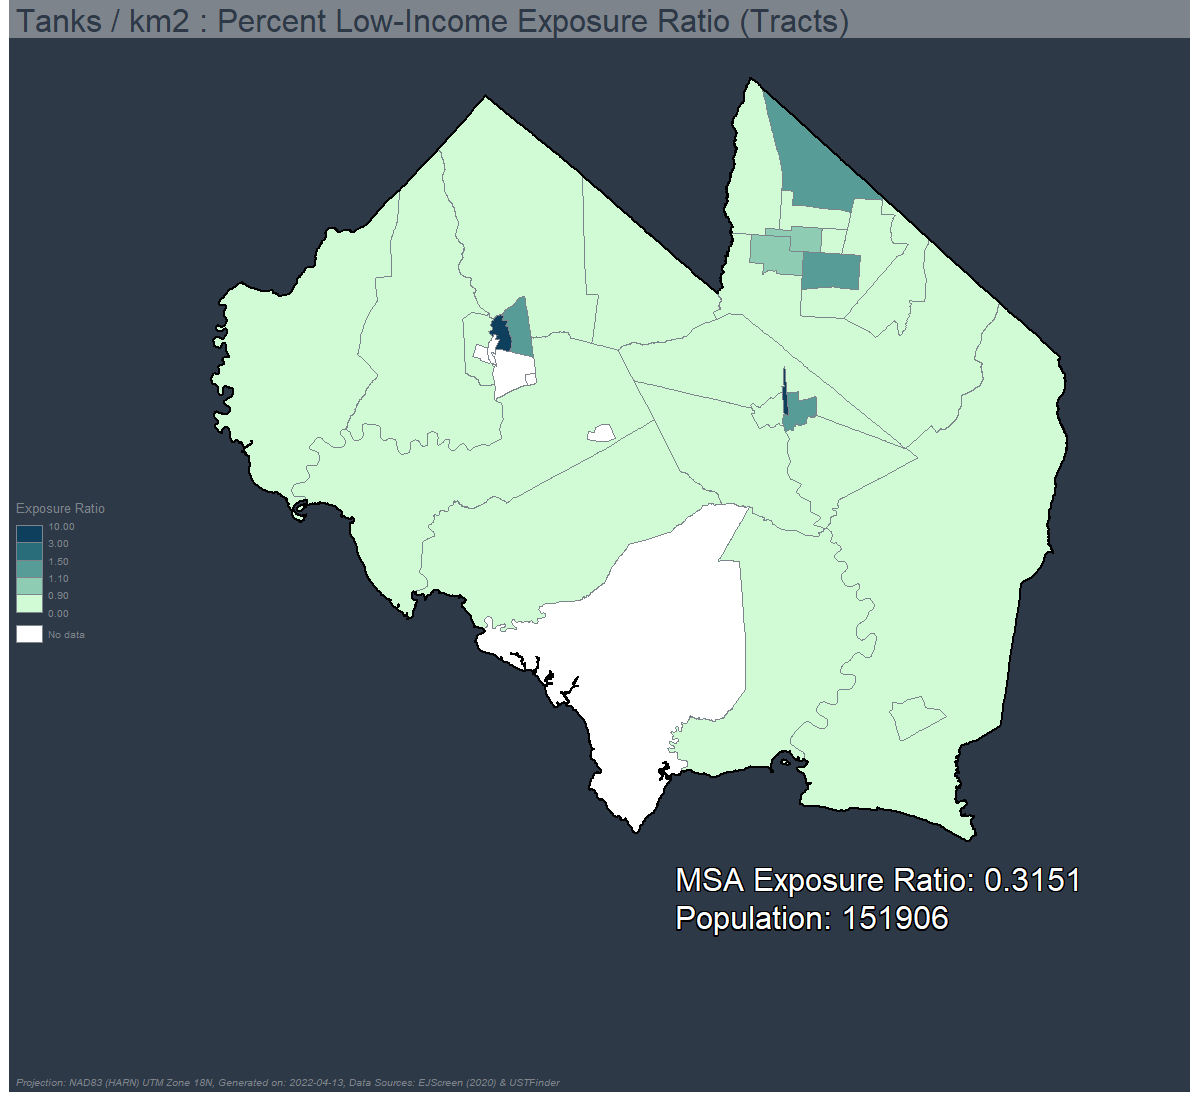 Tanks / km2 : Percent Low-Income Exposure Ratio (Tracts)
Exposure Ratio
10.00
3.00
1.50
1.10
0.90
0.00
No data
MSA Exposure Ratio: 0.3151
Population: 151906
Projection: NAD83 (HARN) UTM Zone 18N, Generated on: 2022-04-13, Data Sources: EJScreen (2020) & USTFinder